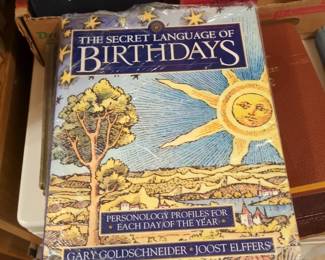 THE SECRET LANGUAGE OF
BIRTHDAYS
PERSONOLOGY PROFILES FOR
EACH DAY OF THE YEAR
GARY GOLDSCHNEIDER JOOST ELFFERS